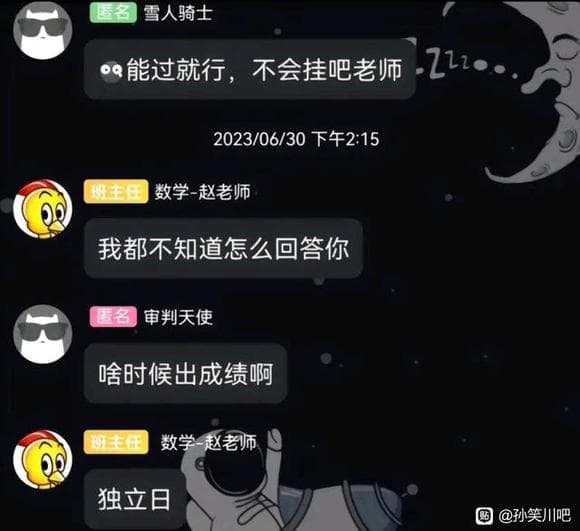 匿名 雪人骑士
能过就行，不会挂吧老师
ZZZz...
2023/06/30 下午2:15
班主任 数学-赵老师
我都不知道怎么回答你
匿名 审判天使
啥时候出成绩啊
班主任 数学-赵老师
独立日
贴 @孙笑川吧